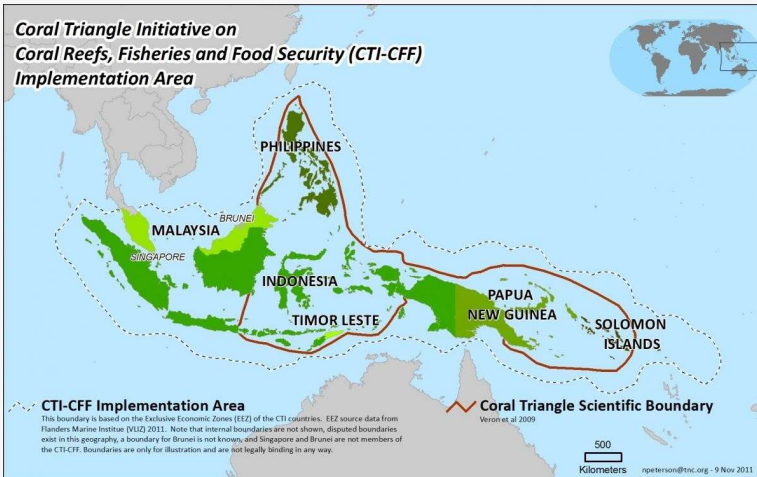 Coral Triangle Initiative on
Coral Reefs, Fisheries and Food Security (CTI-CFF)
Implementation Area
PHILIPPINES
BRUNEI
MALAYSIA
SINGAPORE
INDONESIA
PAPUA
NEW GUINEA
TIMOR LESTE
SOLOMON
ISLANDS
CTI-CFF Implementation Area
This boundary is based on the Exclusive Economic Zones (EEZ) of the CTI countries. EEZ source data from
Flanders Marine Institue (VLIZ) 2011. Note that internal boundaries are not shown, disputed boundaries
exist in this geography, a boundary for Brunei is not known, and Singapore and Brunei are not members of
the CTI-CFF. Boundaries are only for illustration and are not legally binding in any way.
Coral Triangle Scientific Boundary
Veron et al 2009
500
Kilometers
npeterson@tnc.org - 9 Nov 2011